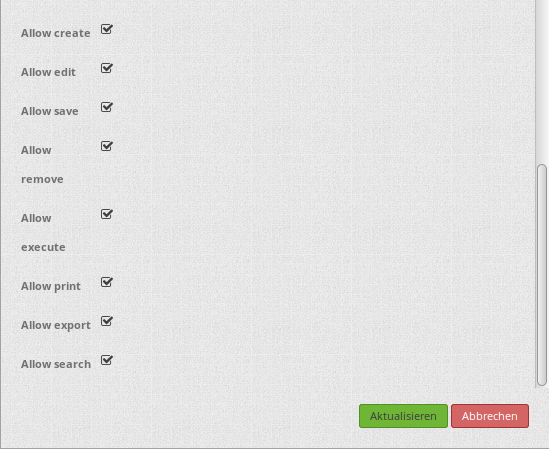 Allow create
Allow edit
Allow save
Allow
remove
Allow
execute
Allow print
Allow export
Allow search
Aktualisieren Abbrechen